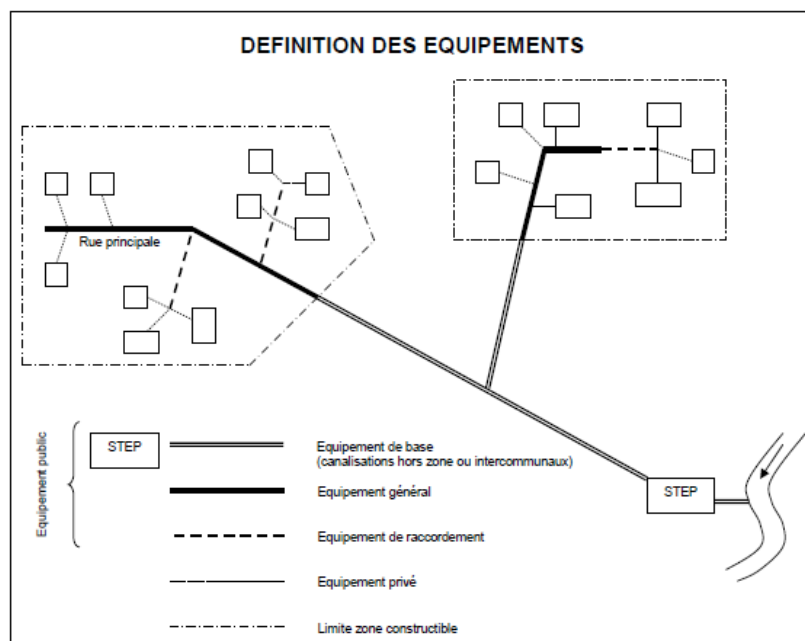 DEFINITION DES EQUIPEMENTS
Rue principale
STEP
Equipement public
STEP
Equipement de base
(canalisations hors zone ou intercommunaux)
Equipement général
Equipement de raccordement
Equipement privé
Limite zone constructible